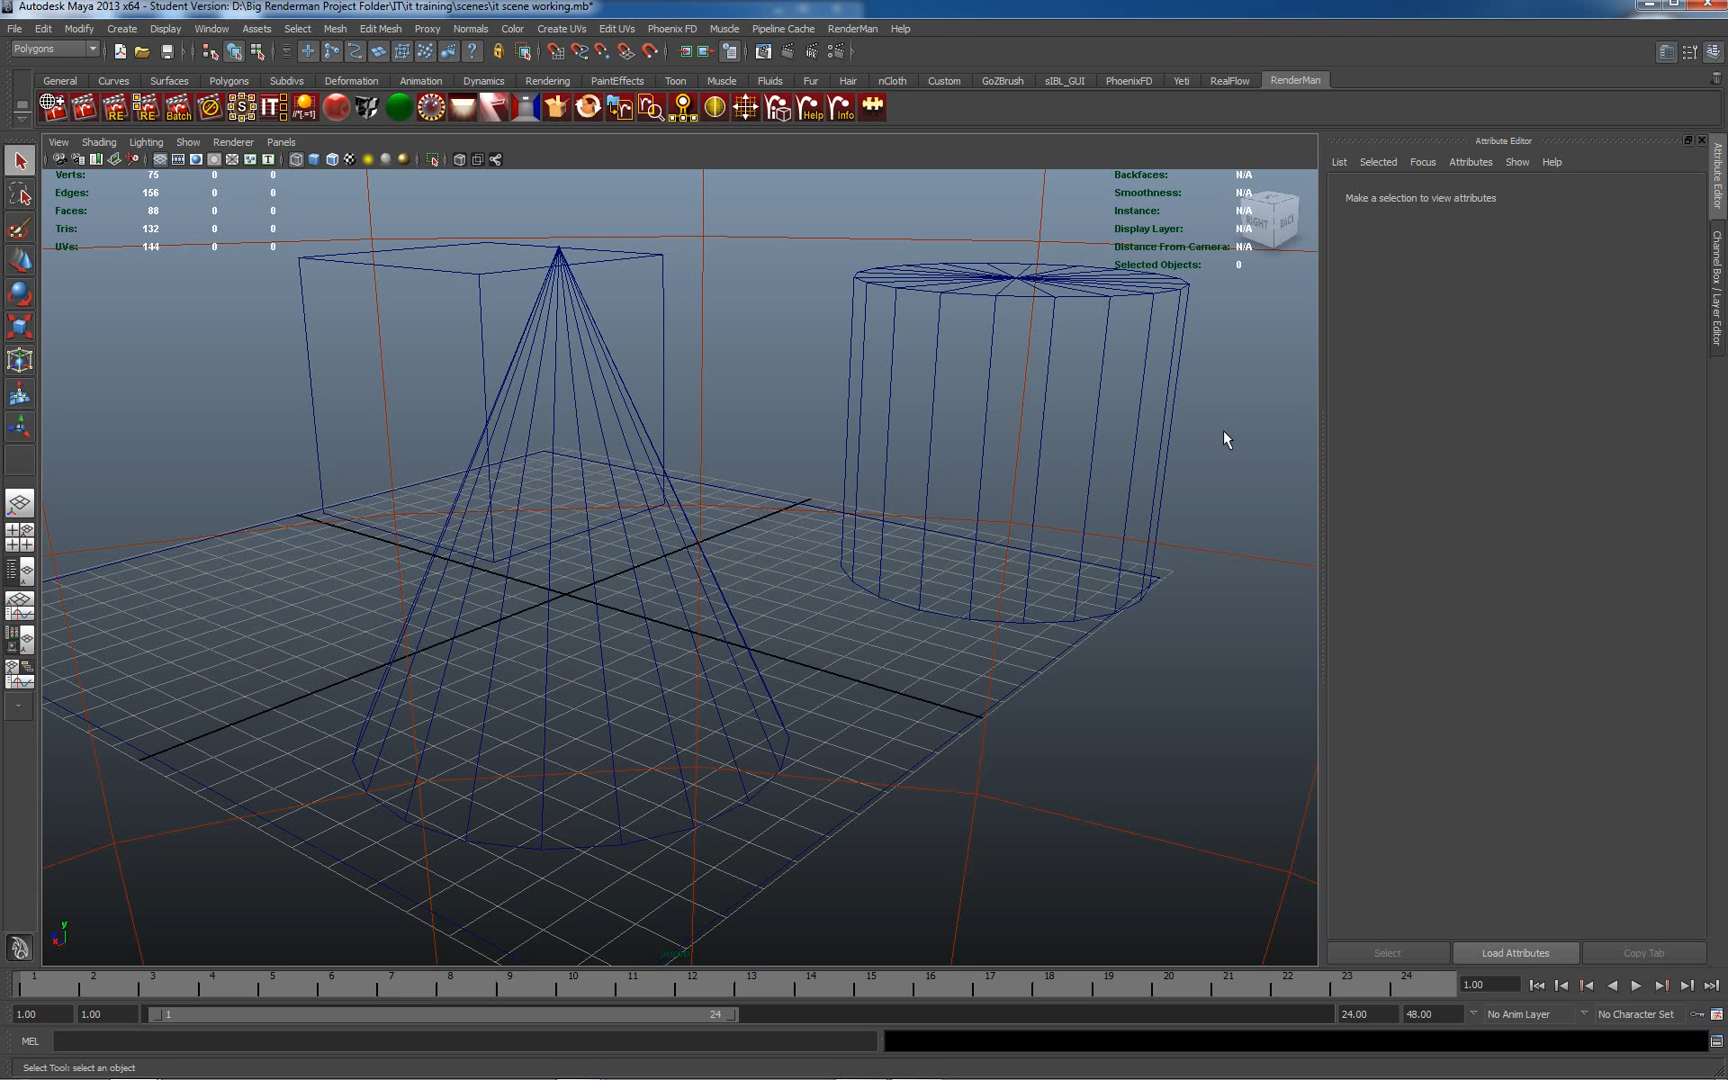 Autodesk Maya 2013 x64 - Student Version: D:\Big Renderman Project Folder\IT\it training\scenes\it scene working.mb*
File Edit Modify Create Display Window Assets Select Mesh Edit Mesh Proxy Normals Color Create UVs Edit UVs Phoenix FD Muscle Pipeline Cache RenderMan Help
Polygons
General Curves Surfaces Polygons Subdivs Deformation Animation Dynamics Rendering PaintEffects Toon Muscle Fluids Fur Hair nCloth Custom GoZBrush sIBL_GUI PhoenixFD Yeti RealFlow RenderMan
RE RE Batch S IT //*[.=1] Help Info
View Shading Lighting Show Renderer Panels
Attribute Editor
List Selected Focus Attributes Show Help
Make a selection to view attributes
Attribute Editor
Channel Box / Layer Editor
Verts: 75 0 0
Edges: 156 0 0
Faces: 88 0 0
Tris: 132 0 0
UVs: 144 0 0
Backfaces: N/A
Smoothness: N/A
Instance: N/A
Display Layer: N/A
Distance From Camera: N/A
Selected Objects: 0
RIGHT BACK
y
x
persp
Select Load Attributes Copy Tab
1 2 3 4 5 6 7 8 9 10 11 12 13 14 15 16 17 18 19 20 21 22 23 24 1.00
1.00 1.00 1 24 24.00 48.00 No Anim Layer No Character Set
MEL
Select Tool: select an object